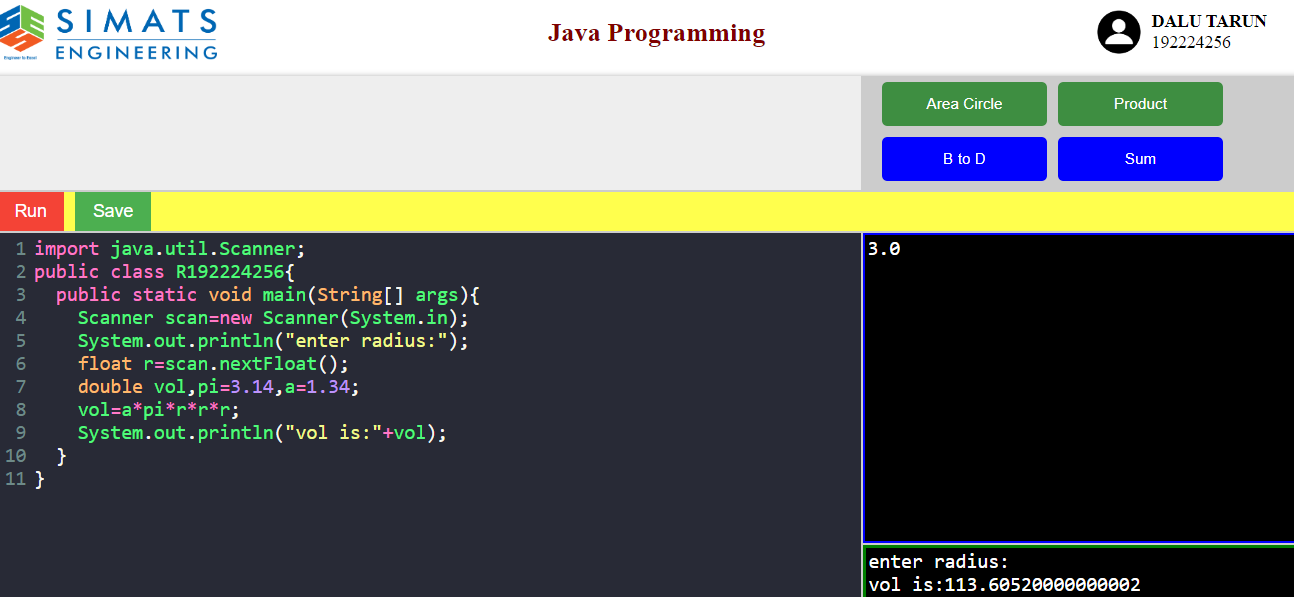 SIMATS
ENGINEERING
Engineer to Excel
Java Programming
DALU TARUN
192224256
Area Circle
Product
B to D
Sum
Run
Save
1 import java.util.Scanner;
2 public class R192224256{
3   public static void main(String[] args){
4     Scanner scan=new Scanner(System.in);
5     System.out.println("enter radius:");
6     float r=scan.nextFloat();
7     double vol,pi=3.14,a=1.34;
8     vol=a*pi*r*r*r;
9     System.out.println("vol is:"+vol);
10   }
11 }
3.0
enter radius:
vol is:113.60520000000002